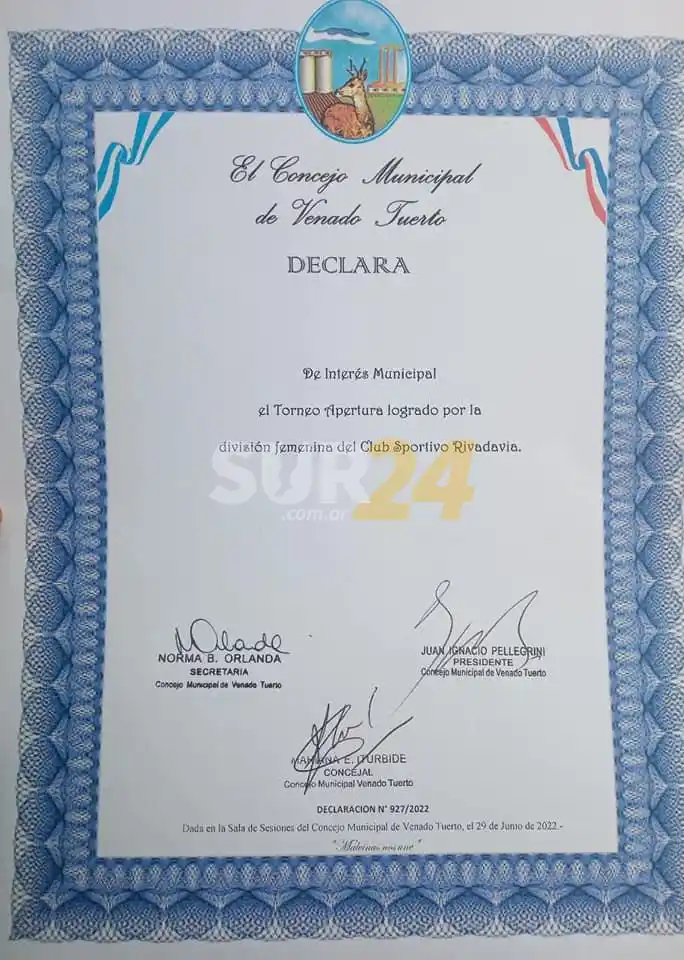 El Concejo Municipal
de Venado Tuerto
DECLARA
De Interés Municipal
el Torneo Apertura logrado por la
división femenina del Club Sportivo Rivadavia.
SUR24
.com.ar
NORMA B. ORLANDA
SECRETARIA
Concejo Municipal de Venado Tuerto
JUAN IGNACIO PELLEGRINI
PRESIDENTE
Concejo Municipal de Venado Tuerto
MARIANA E. ITURBIDE
CONCEJAL
Concejo Municipal Venado Tuerto
DECLARACION N° 927/2022
Dada en la Sala de Sesiones del Concejo Municipal de Venado Tuerto, el 29 de Junio de 2022.-
"Malvinas nos une"